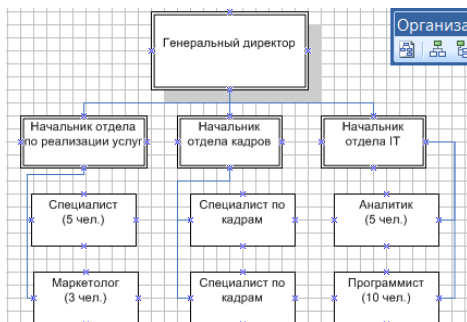 Организа
Генеральный директор
Начальник отдела
по реализации услуг
Начальник
отдела кадров
Начальник
отдела IT
Специалист
(5 чел.)
Специалист по
кадрам
Аналитик
(5 чел.)
Маркетолог
(3 чел.)
Специалист по
кадрам
Программист
(10 чел.)